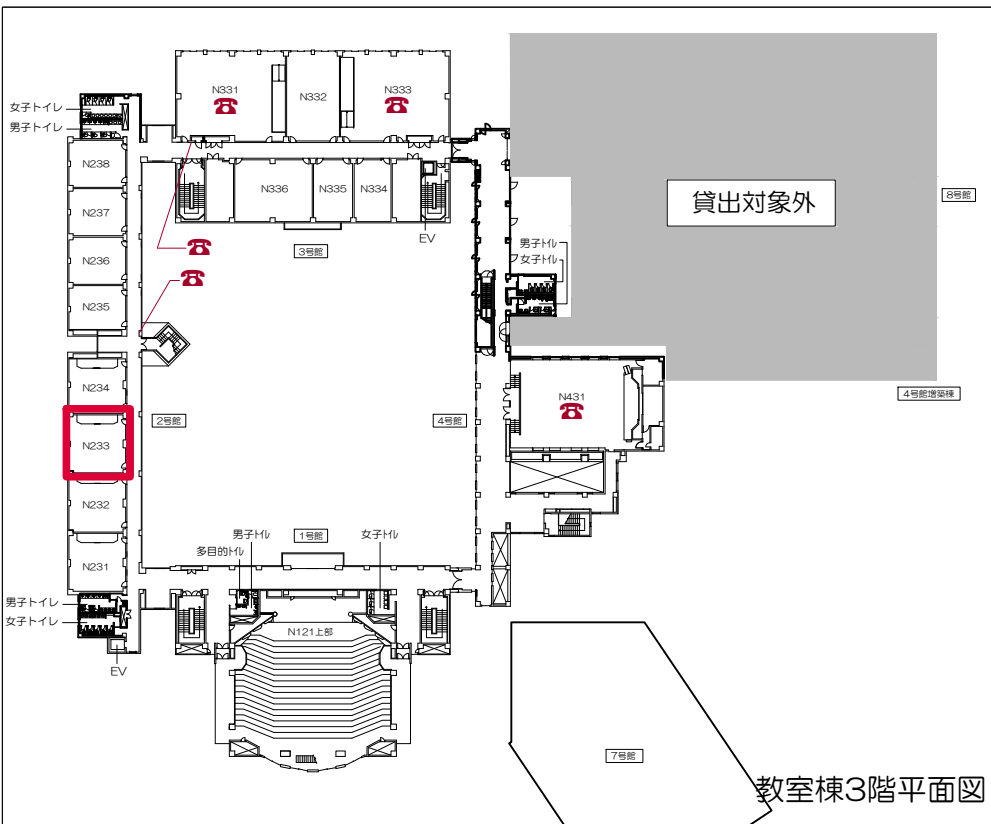 N331
N332
N333
女子トイレ
男子トイレ
N238
N336
N335
N334
貸出対象外
8号館
N237
EV
3号館
男子トイレ
女子トイレ
N236
N235
N234
4号館増築棟
N431
2号館
4号館
N233
N232
1号館
男子トイレ
女子トイレ
多目的トイレ
N231
男子トイレ
女子トイレ
N121上部
EV
7号館
教室棟3階平面図